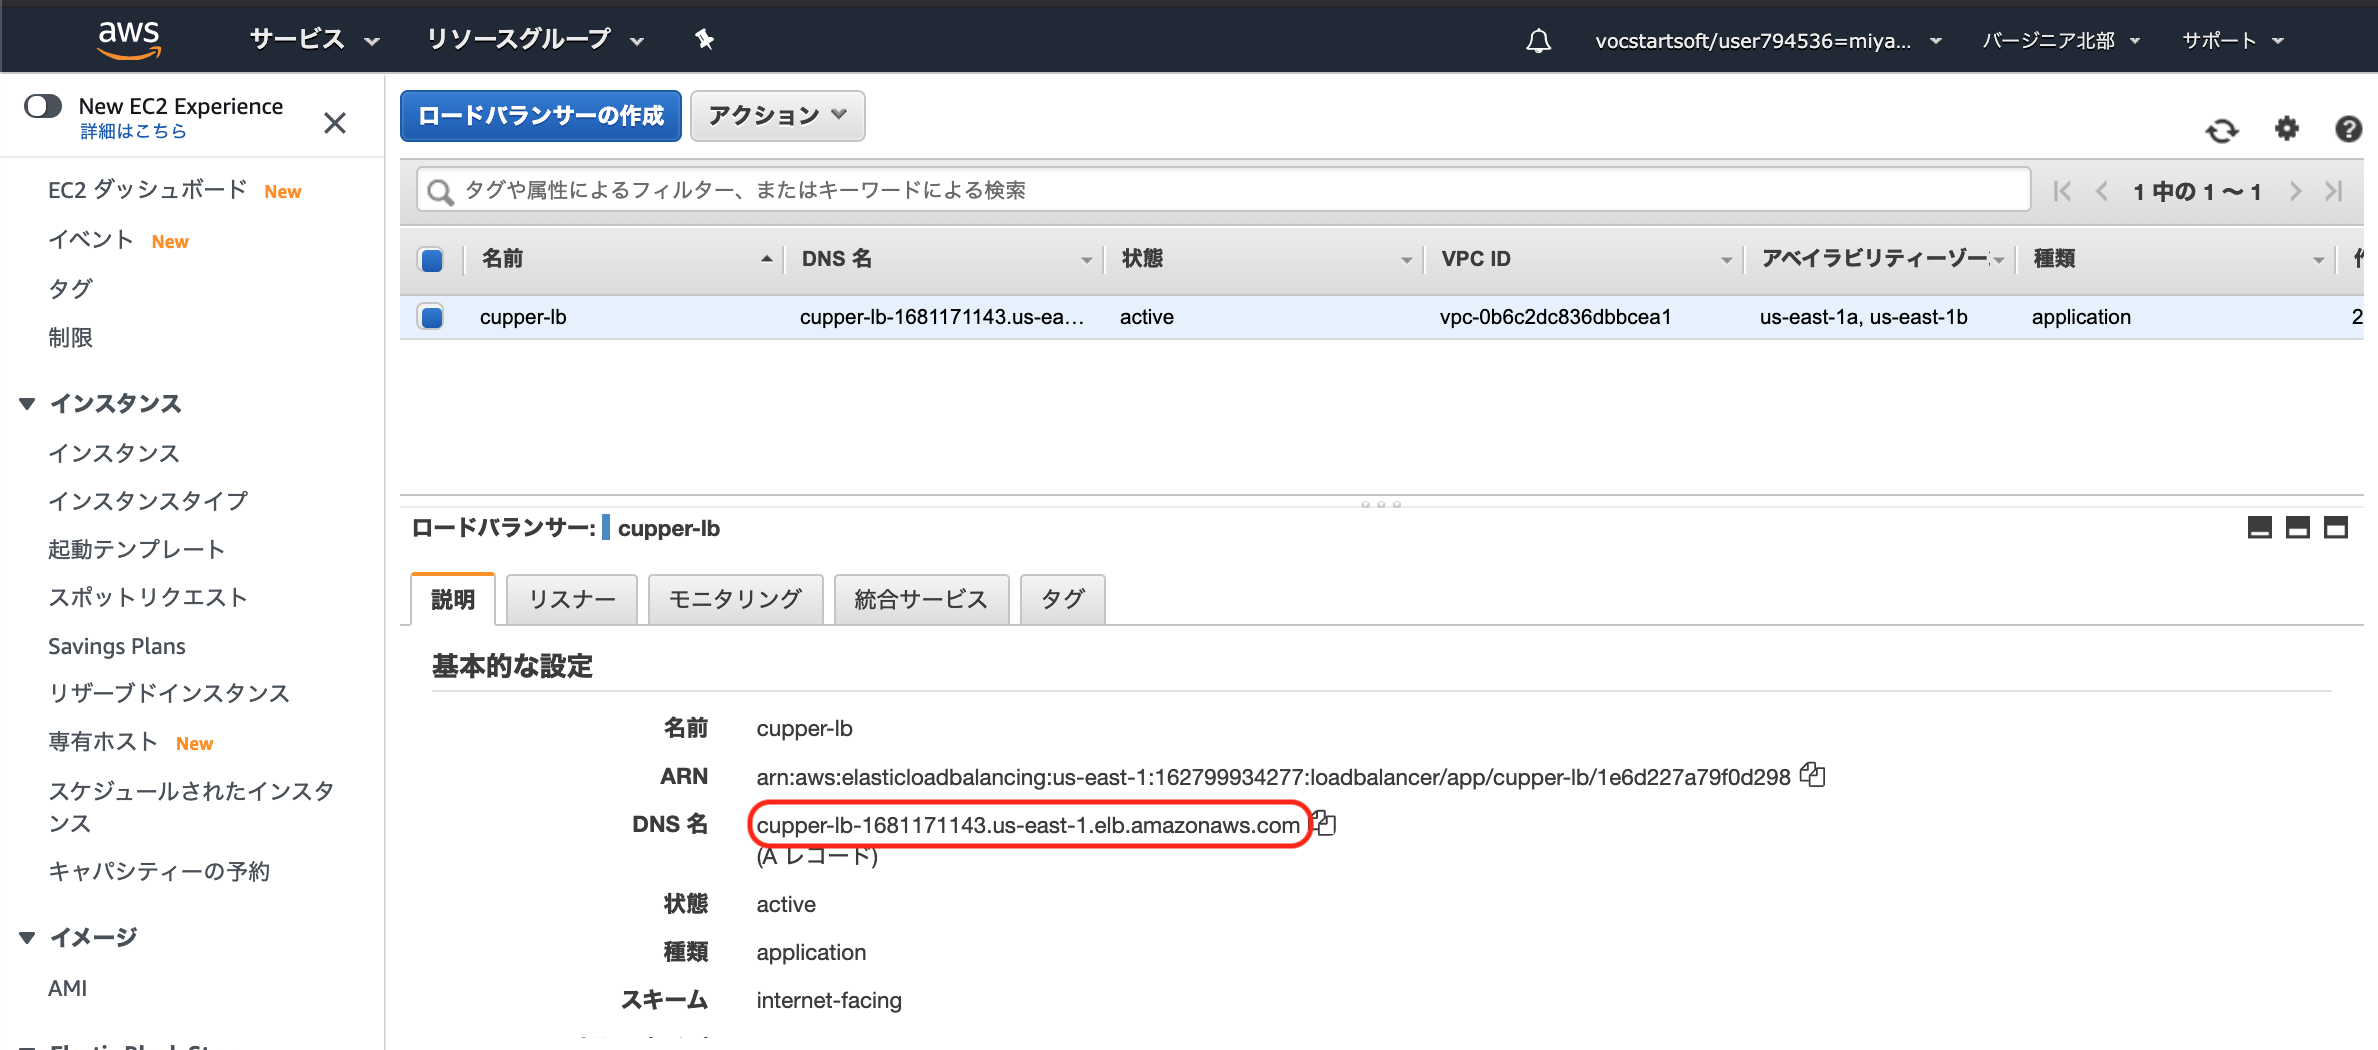 aws サービス リソースグループ vocstartsoft/user794536=miya... バージニア北部 サポート
New EC2 Experience
詳細はこちら
EC2 ダッシュボード New
イベント New
タグ
制限
インスタンス
インスタンス
インスタンスタイプ
起動テンプレート
スポットリクエスト
Savings Plans
リザーブドインスタンス
専有ホスト New
スケジュールされたインスタ
ンス
キャパシティーの予約
イメージ
AMI
ロードバランサーの作成 アクション
タグや属性によるフィルター、またはキーワードによる検索 1 中の 1 〜 1
名前 DNS 名 状態 VPC ID アベイラビリティーゾー 種類
cupper-lb cupper-lb-1681171143.us-ea... active vpc-0b6c2dc836dbbcea1 us-east-1a, us-east-1b application 2
ロードバランサー: cupper-lb
説明 リスナー モニタリング 統合サービス タグ
基本的な設定
名前 cupper-lb
ARN arn:aws:elasticloadbalancing:us-east-1:162799934277:loadbalancer/app/cupper-lb/1e6d227a79f0d298
DNS 名 cupper-lb-1681171143.us-east-1.elb.amazonaws.com
(A レコード)
状態 active
種類 application
スキーム internet-facing